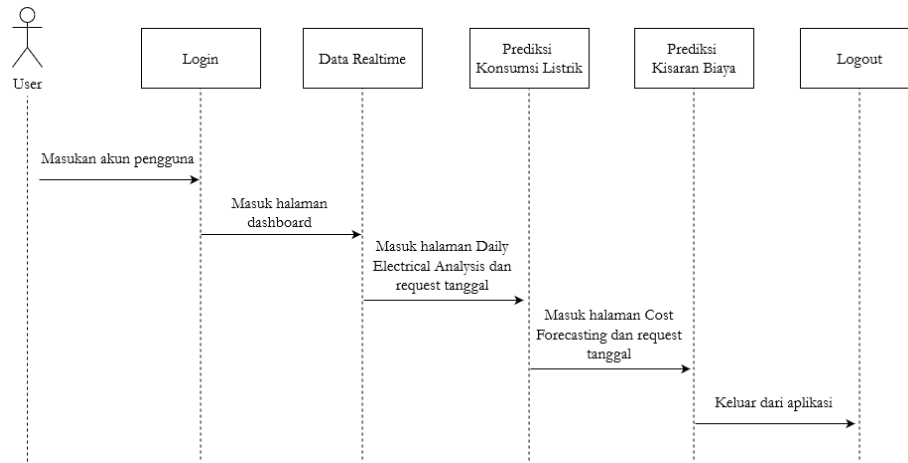 User
Login
Data Realtime
Prediksi
Konsumsi Listrik
Prediksi
Kisaran Biaya
Logout
Masukan akun pengguna
Masuk halaman
dashboard
Masuk halaman Daily
Electrical Analysis dan
request tanggal
Masuk halaman Cost
Forecasting dan request
tanggal
Keluar dari aplikasi